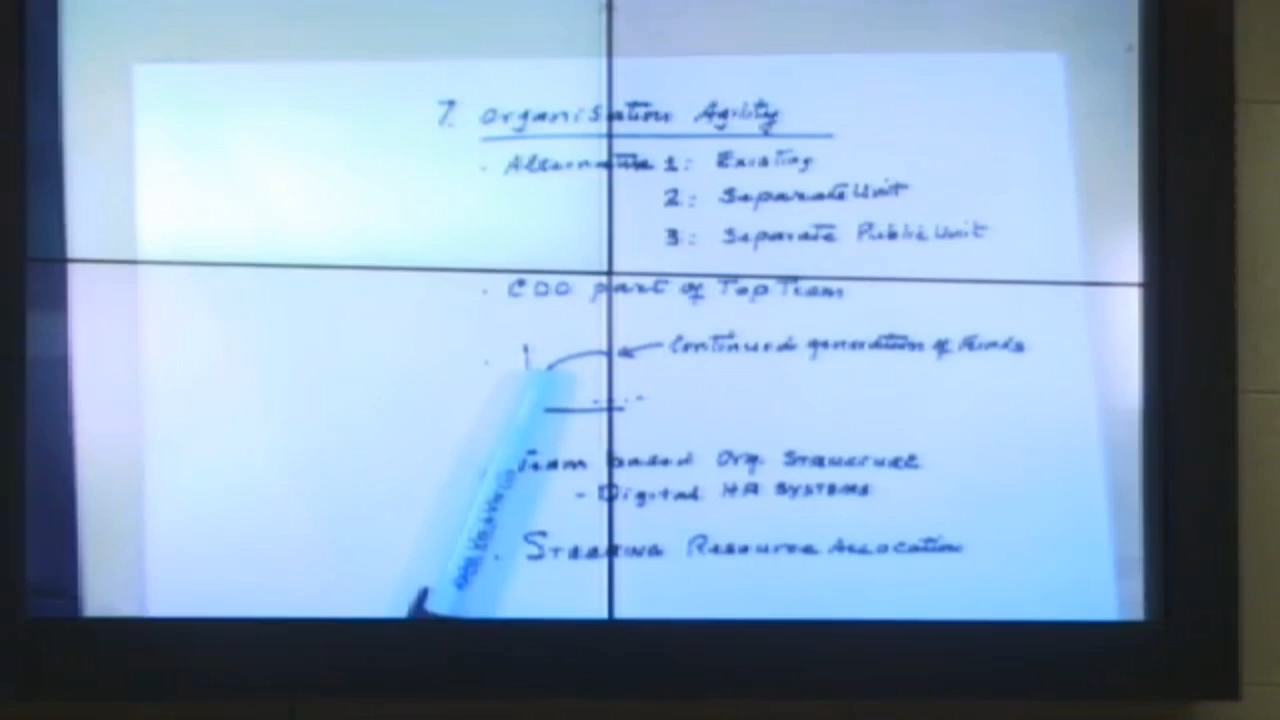 7. Organisation Agility
· Alternative 1: Existing
2: Separate Unit
3: Separate Public Unit
· CDO part of Top Team
· Continued generation of Funds
Team based Org. Structure
- Digital HR Systems
· Steering Resource Allocation